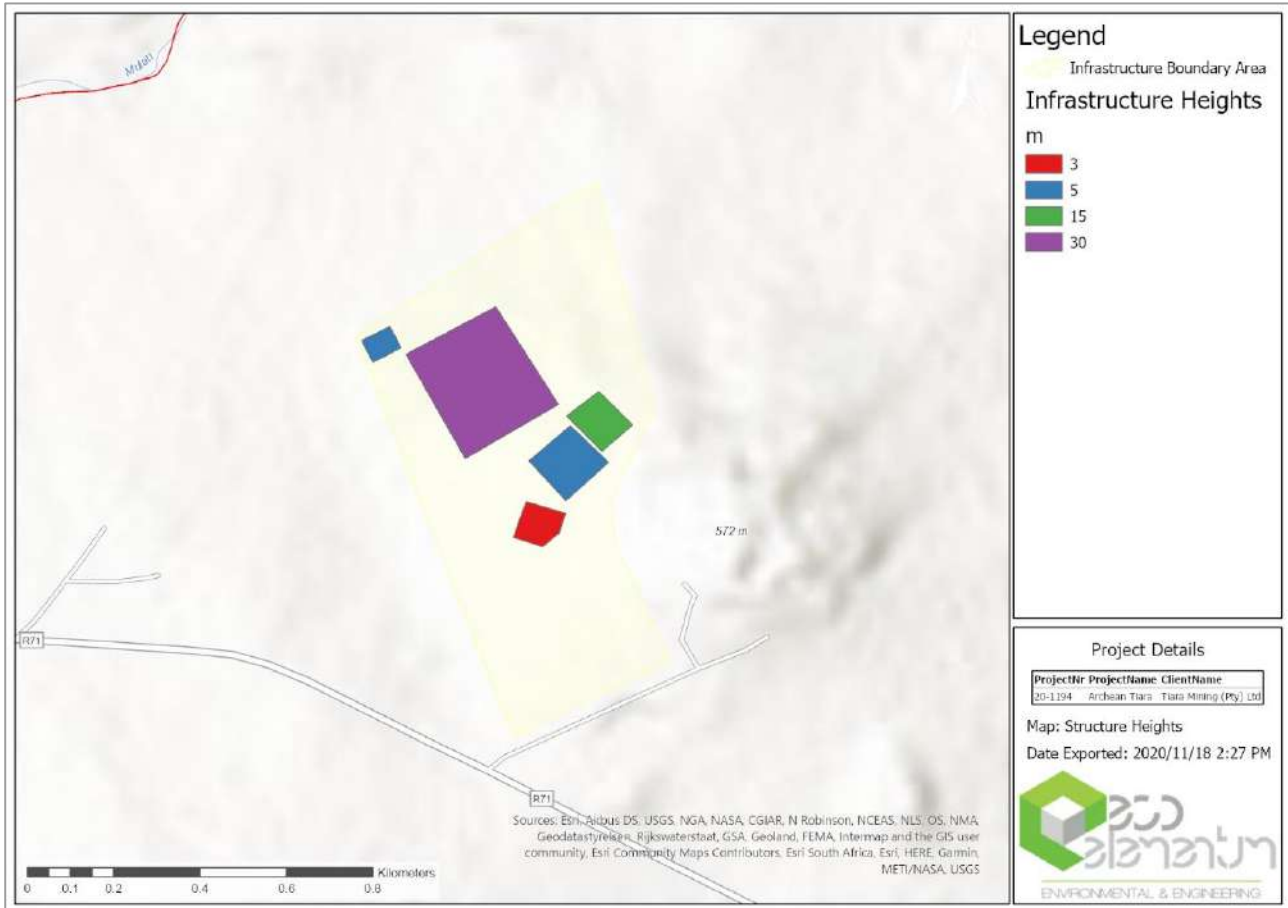 Mulati
572 m
R71
R71
Sources: Esri, Airbus DS, USGS, NGA, NASA, CGIAR, N Robinson, NCEAS, NLS, OS, NMA,
Geodatastyrelsen, Rijkswaterstaat, GSA, Geoland, FEMA, Intermap and the GIS user
community, Esri Community Maps Contributors, Esri South Africa, Esri, HERE, Garmin,
METI/NASA, USGS
Kilometers
0 0.1 0.2 0.4 0.6 0.8
Legend
Infrastructure Boundary Area
Infrastructure Heights
m
3
5
15
30
Project Details
ProjectNr ProjectName ClientName
20-1194 Archean Tiara Tiara Mining (Pty) Ltd
Map: Structure Heights
Date Exported: 2020/11/18 2:27 PM
eco
elementum
ENVIRONMENTAL & ENGINEERING